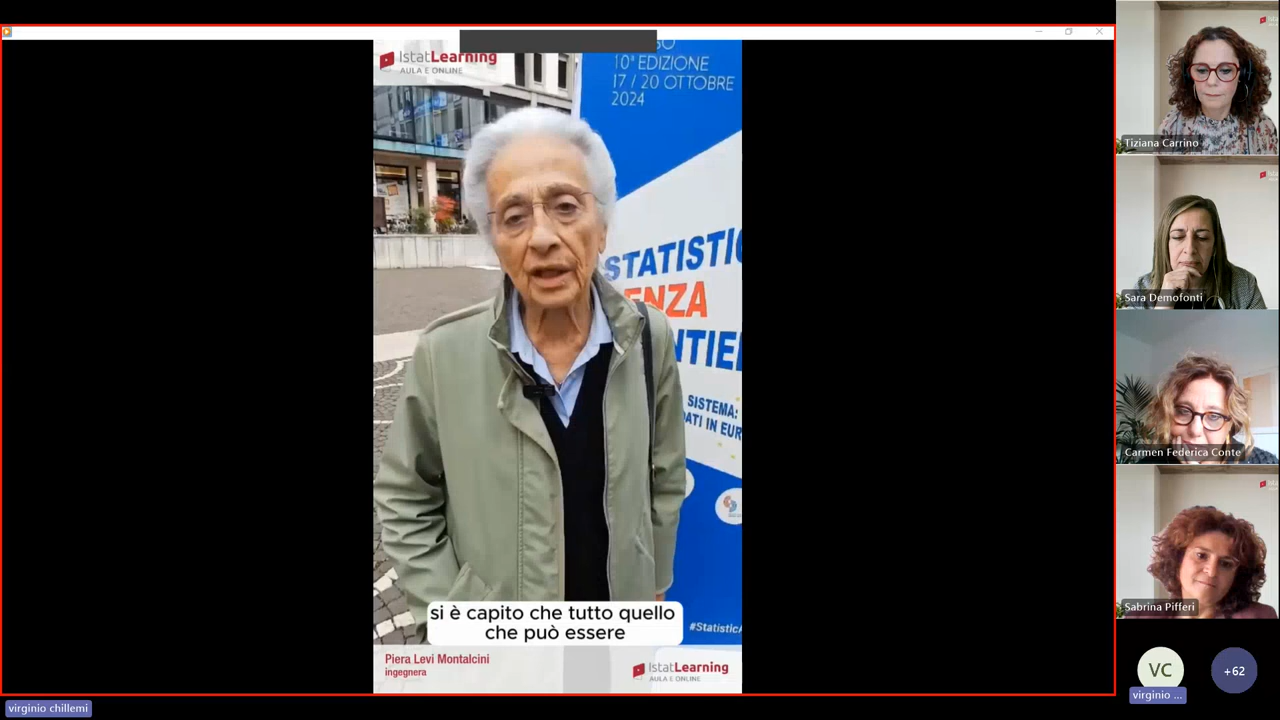 IstatLearning
AULA E ONLINE
10ª EDIZIONE
17 / 20 OTTOBRE
2024
STATISTIC
ENZA
NTIE
SISTEMA:
DATI IN EUR
#Statistic
si è capito che tutto quello
che può essere
Piera Levi Montalcini
ingegnera
IstatLearning
AULA E ONLINE
Tiziana Carrino
Sara Demofonti
Carmen Federica Conte
Sabrina Pifferi
VC
+62
virginio ...
virginio chillemi